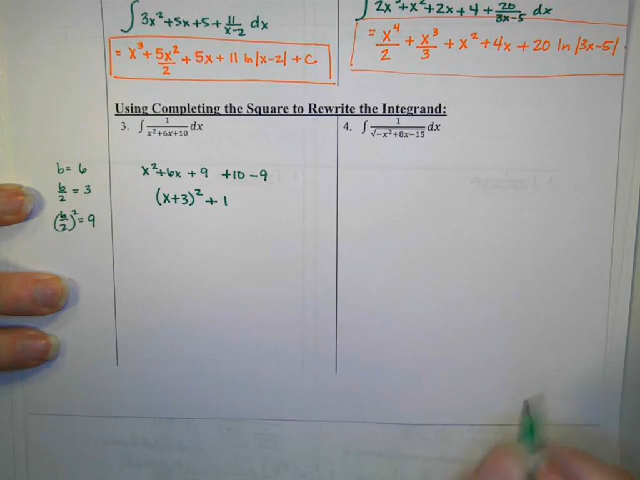 ∫ 3x²+5x+5+ 11/x-2 dx
= x³ + 5x²/2 + 5x + 11 ln|x-2| + C
∫ 2x³+x²+2x+4+ 20/3x-5 dx
= x⁴/2 + x³/3 + x² + 4x + 20 ln|3x-5|
Using Completing the Square to Rewrite the Integrand:
3. ∫ 1/x²+6x+10 dx
4. ∫ 1/√-x²+8x-15 dx
b = 6
b/2 = 3
(b/2)² = 9
x²+6x + 9 +10 - 9
(x+3)² + 1